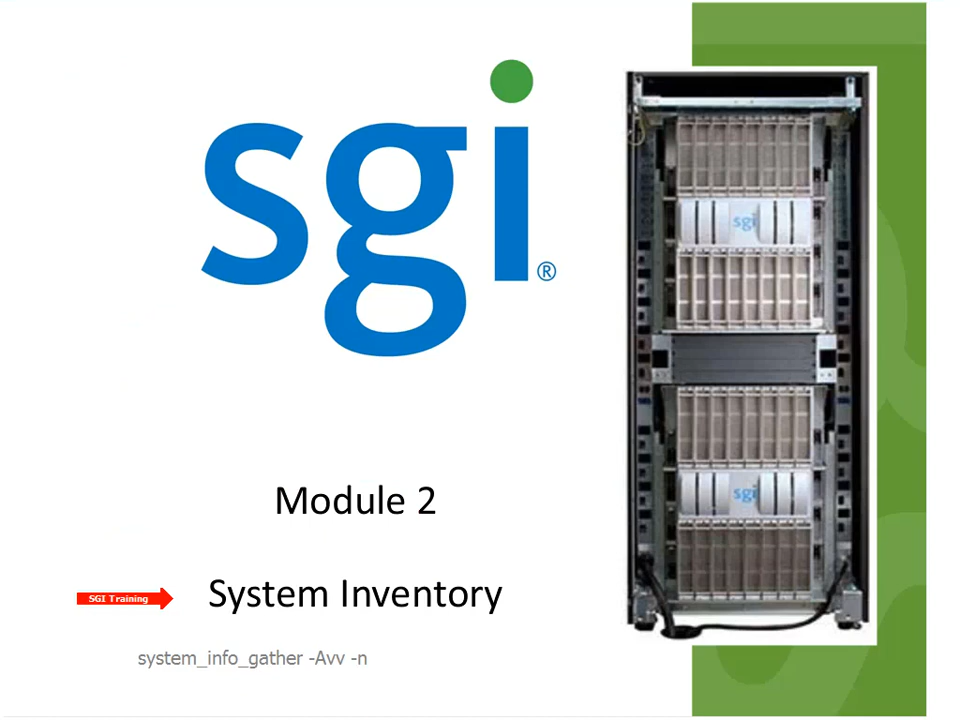 sgi®
sgi
sgi
Module 2
SGI Training
System Inventory
system_info_gather -Avv -n